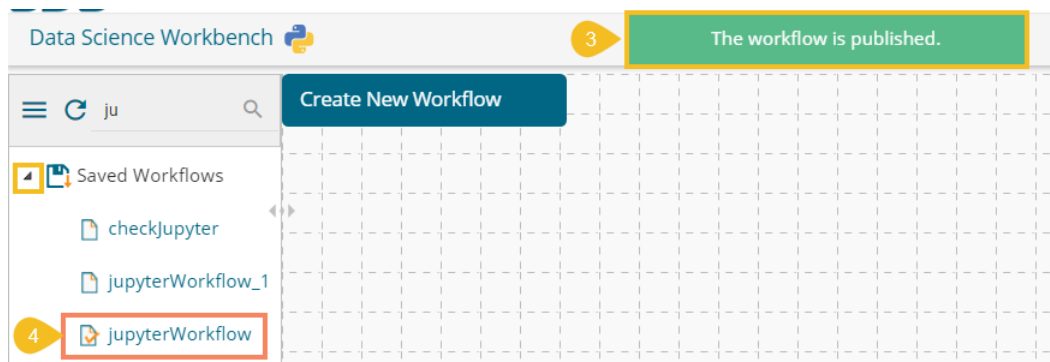 Data Science Workbench
3
The workflow is published.
ju
Create New Workflow
Saved Workflows
checkJupyter
jupyterWorkflow_1
4
jupyterWorkflow